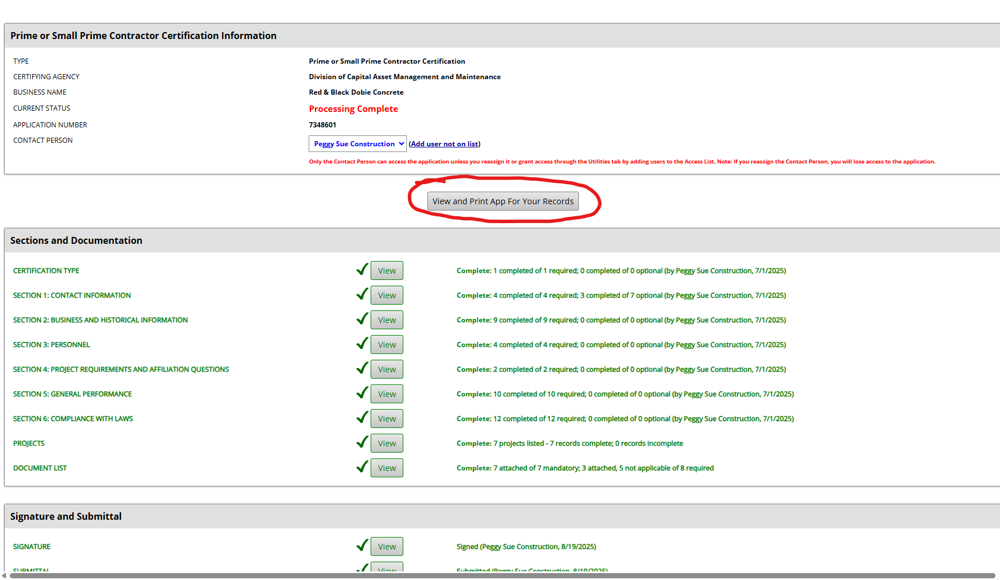 Prime or Small Prime Contractor Certification Information
TYPE Prime or Small Prime Contractor Certification
CERTIFYING AGENCY Division of Capital Asset Management and Maintenance
BUSINESS NAME Red & Black Dobie Concrete
CURRENT STATUS Processing Complete
APPLICATION NUMBER 7348601
CONTACT PERSON Peggy Sue Construction (Add user not on list)
Only the Contact Person can access the application unless you reassign it or grant access through the Utilities tab by adding users to the Access List. Note: If you reassign the Contact Person, you will lose access to the application.
View and Print App For Your Records
Sections and Documentation
CERTIFICATION TYPE View Complete: 1 completed of 1 required; 0 completed of 0 optional (by Peggy Sue Construction, 7/1/2025)
SECTION 1: CONTACT INFORMATION View Complete: 4 completed of 4 required; 3 completed of 7 optional (by Peggy Sue Construction, 7/1/2025)
SECTION 2: BUSINESS AND HISTORICAL INFORMATION View Complete: 9 completed of 9 required; 0 completed of 0 optional (by Peggy Sue Construction, 7/1/2025)
SECTION 3: PERSONNEL View Complete: 4 completed of 4 required; 0 completed of 0 optional (by Peggy Sue Construction, 7/1/2025)
SECTION 4: PROJECT REQUIREMENTS AND AFFILIATION QUESTIONS View Complete: 2 completed of 2 required; 0 completed of 0 optional (by Peggy Sue Construction, 7/1/2025)
SECTION 5: GENERAL PERFORMANCE View Complete: 10 completed of 10 required; 0 completed of 0 optional (by Peggy Sue Construction, 7/1/2025)
SECTION 6: COMPLIANCE WITH LAWS View Complete: 12 completed of 12 required; 0 completed of 0 optional (by Peggy Sue Construction, 7/1/2025)
PROJECTS View Complete: 7 projects listed - 7 records complete; 0 records incomplete
DOCUMENT LIST View Complete: 7 attached of 7 mandatory; 3 attached, 5 not applicable of 8 required
Signature and Submittal
SIGNATURE View Signed (Peggy Sue Construction, 8/19/2025)
SUBMITTAL View Submitted (Peggy Sue Construction, 8/19/2025)